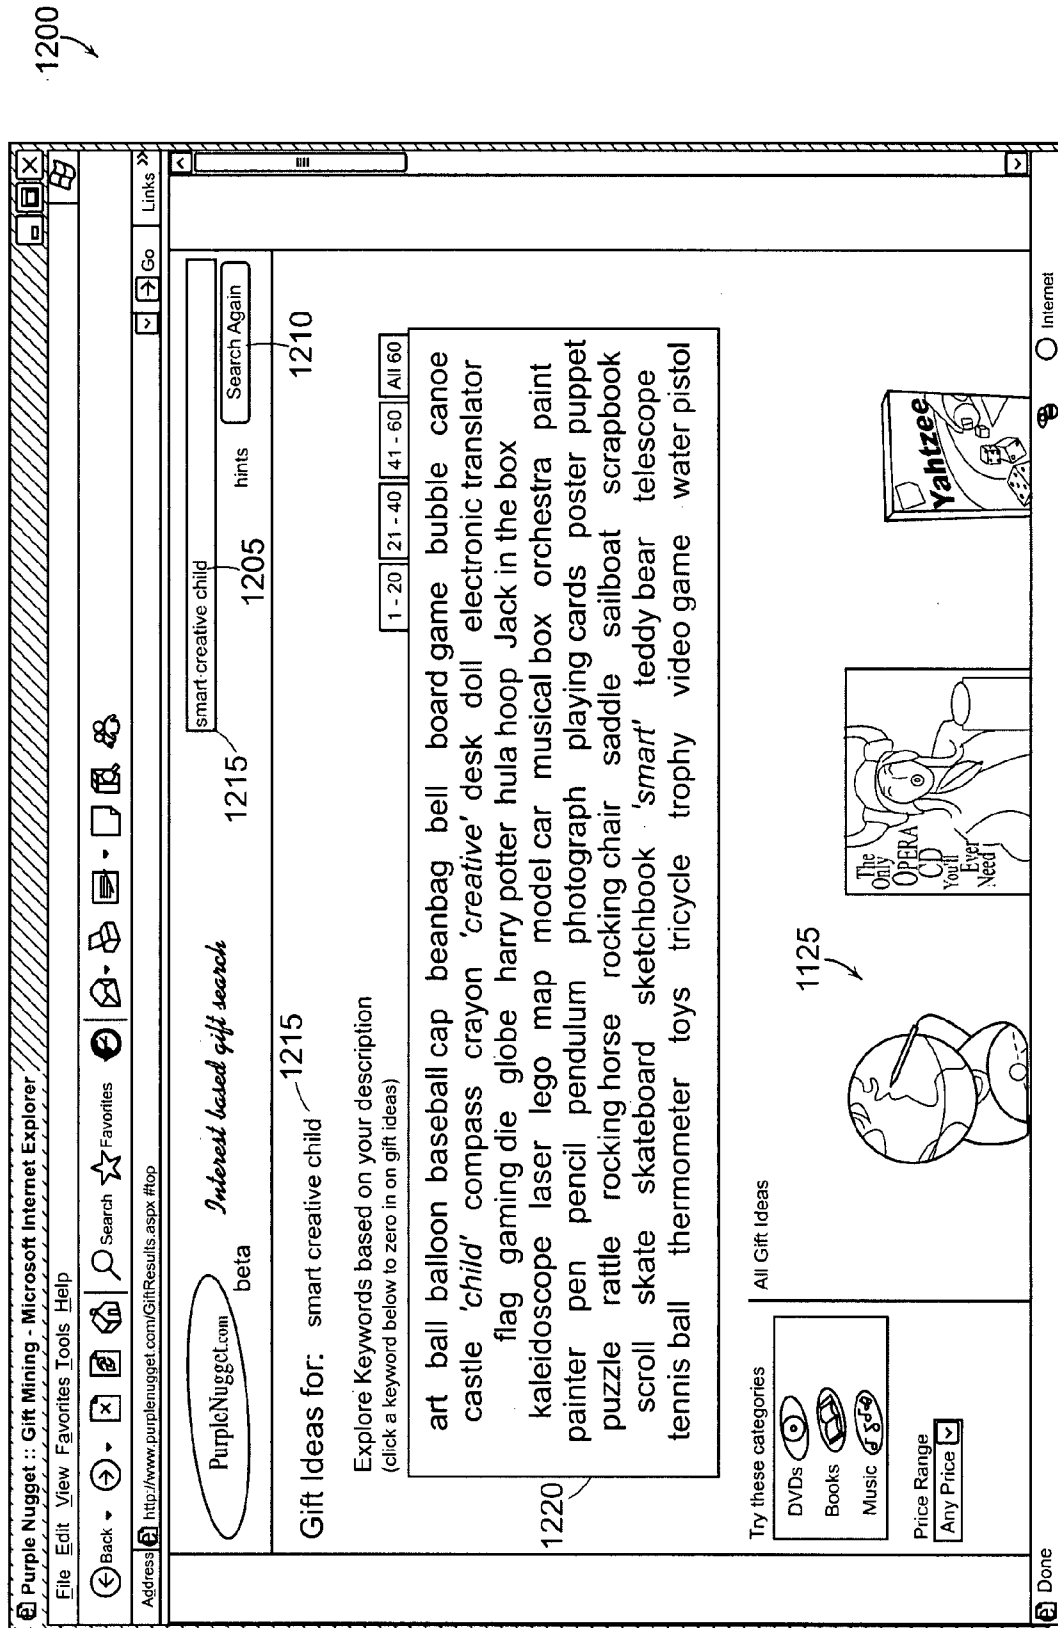 1200
Purple Nugget :: Gift Mining - Microsoft Internet Explorer
File Edit View Favorites Tools Help
Back Search Favorites
Address http://www.purplenugget.com/GiftResults.aspx #top Go Links »
PurpleNugget.com
beta
Interest based gift search
smart creative child
1215
1205
hints
Search Again
1210
Gift Ideas for: smart creative child
1215
Explore Keywords based on your description
(click a keyword below to zero in on gift ideas)
1 - 20 21 - 40 41 - 60 All 60
art ball balloon baseball cap beanbag bell board game bubble canoe
castle 'child' compass crayon 'creative' desk doll electronic translator
flag gaming die globe harry potter hula hoop Jack in the box
kaleidoscope laser lego map model car musical box orchestra paint
painter pen pencil pendulum photograph playing cards poster puppet
puzzle rattle rocking horse rocking chair saddle sailboat scrapbook
scroll skate skateboard sketchbook 'smart' teddy bear telescope
tennis ball thermometer toys tricycle trophy video game water pistol
1220
Try these categories
DVDs
Books
Music
Price Range
Any Price
All Gift Ideas
1125
The
Only
OPERA
CD
You'll
Ever
Need!
Yahtzee
Done
Internet